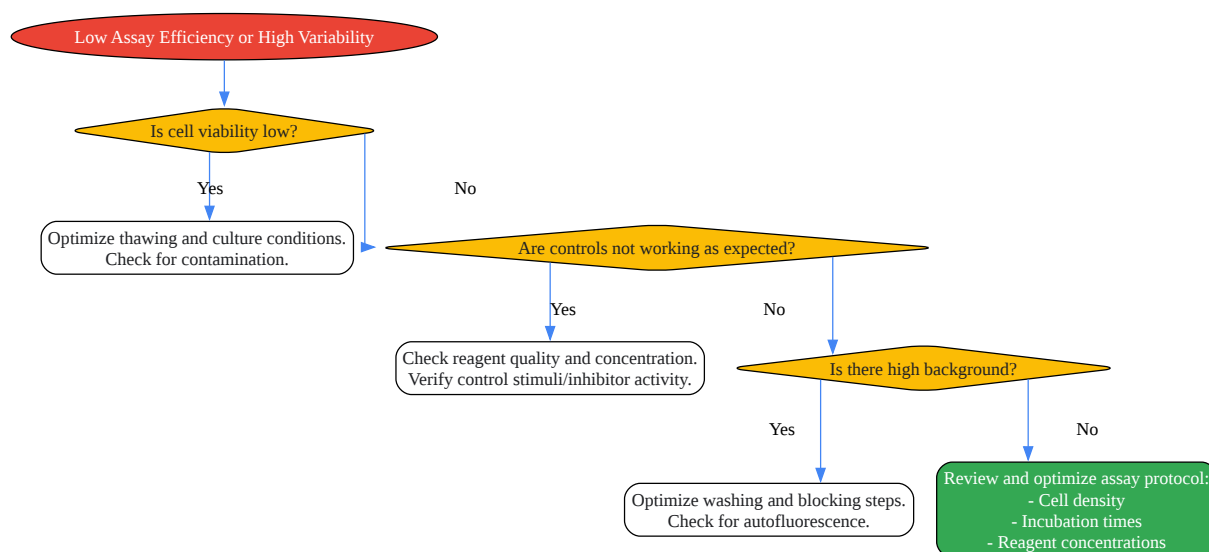 Low Assay Efficiency or High Variability
Is cell viability low?
Yes
No
Optimize thawing and culture conditions.
Check for contamination.
Are controls not working as expected?
Yes
No
Check reagent quality and concentration.
Verify control stimuli/inhibitor activity.
Is there high background?
Yes
No
Optimize washing and blocking steps.
Check for autofluorescence.
Review and optimize assay protocol:
- Cell density
- Incubation times
- Reagent concentrations